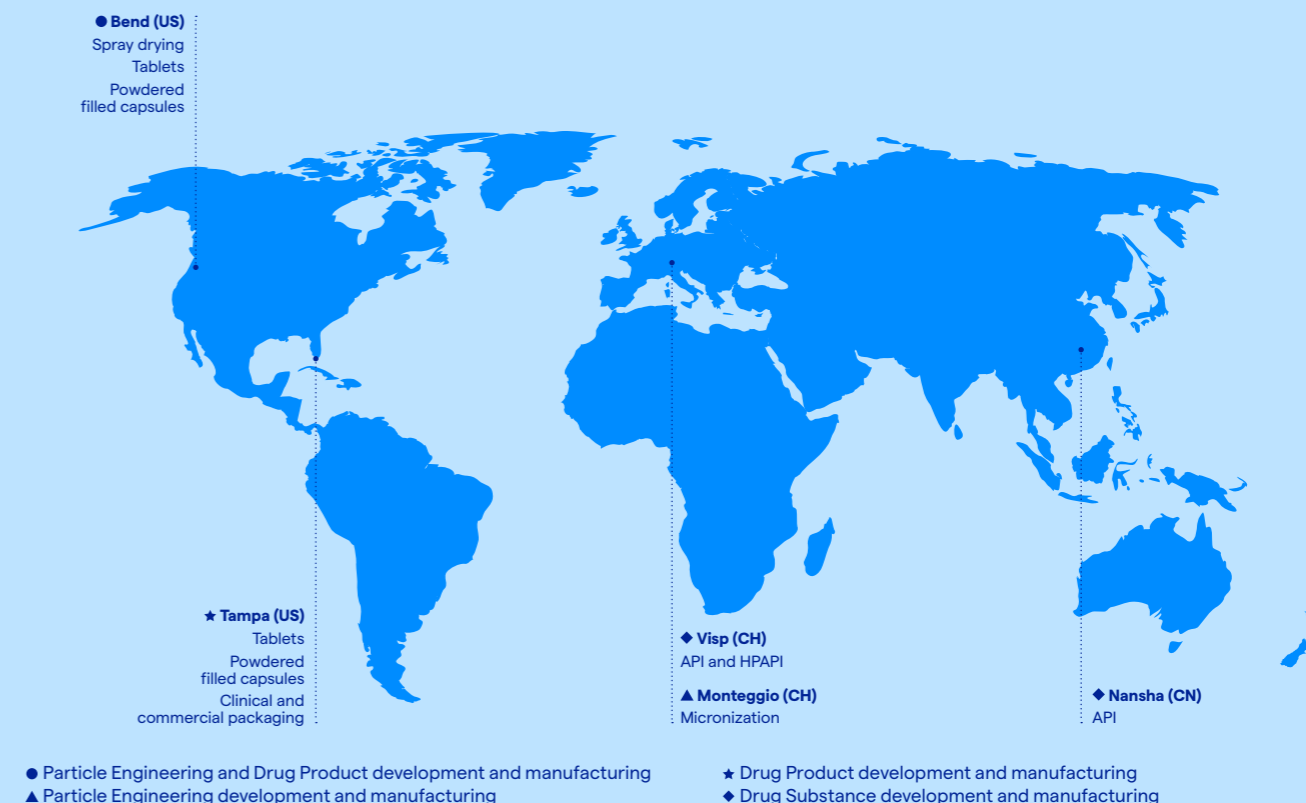 ● Bend (US)
Spray drying
Tablets
Powdered
filled capsules
★ Tampa (US)
Tablets
Powdered
filled capsules
Clinical and
commercial packaging
◆ Visp (CH)
API and HPAPI
▲ Monteggio (CH)
Micronization
◆ Nansha (CN)
API
● Particle Engineering and Drug Product development and manufacturing
▲ Particle Engineering development and manufacturing
★ Drug Product development and manufacturing
◆ Drug Substance development and manufacturing